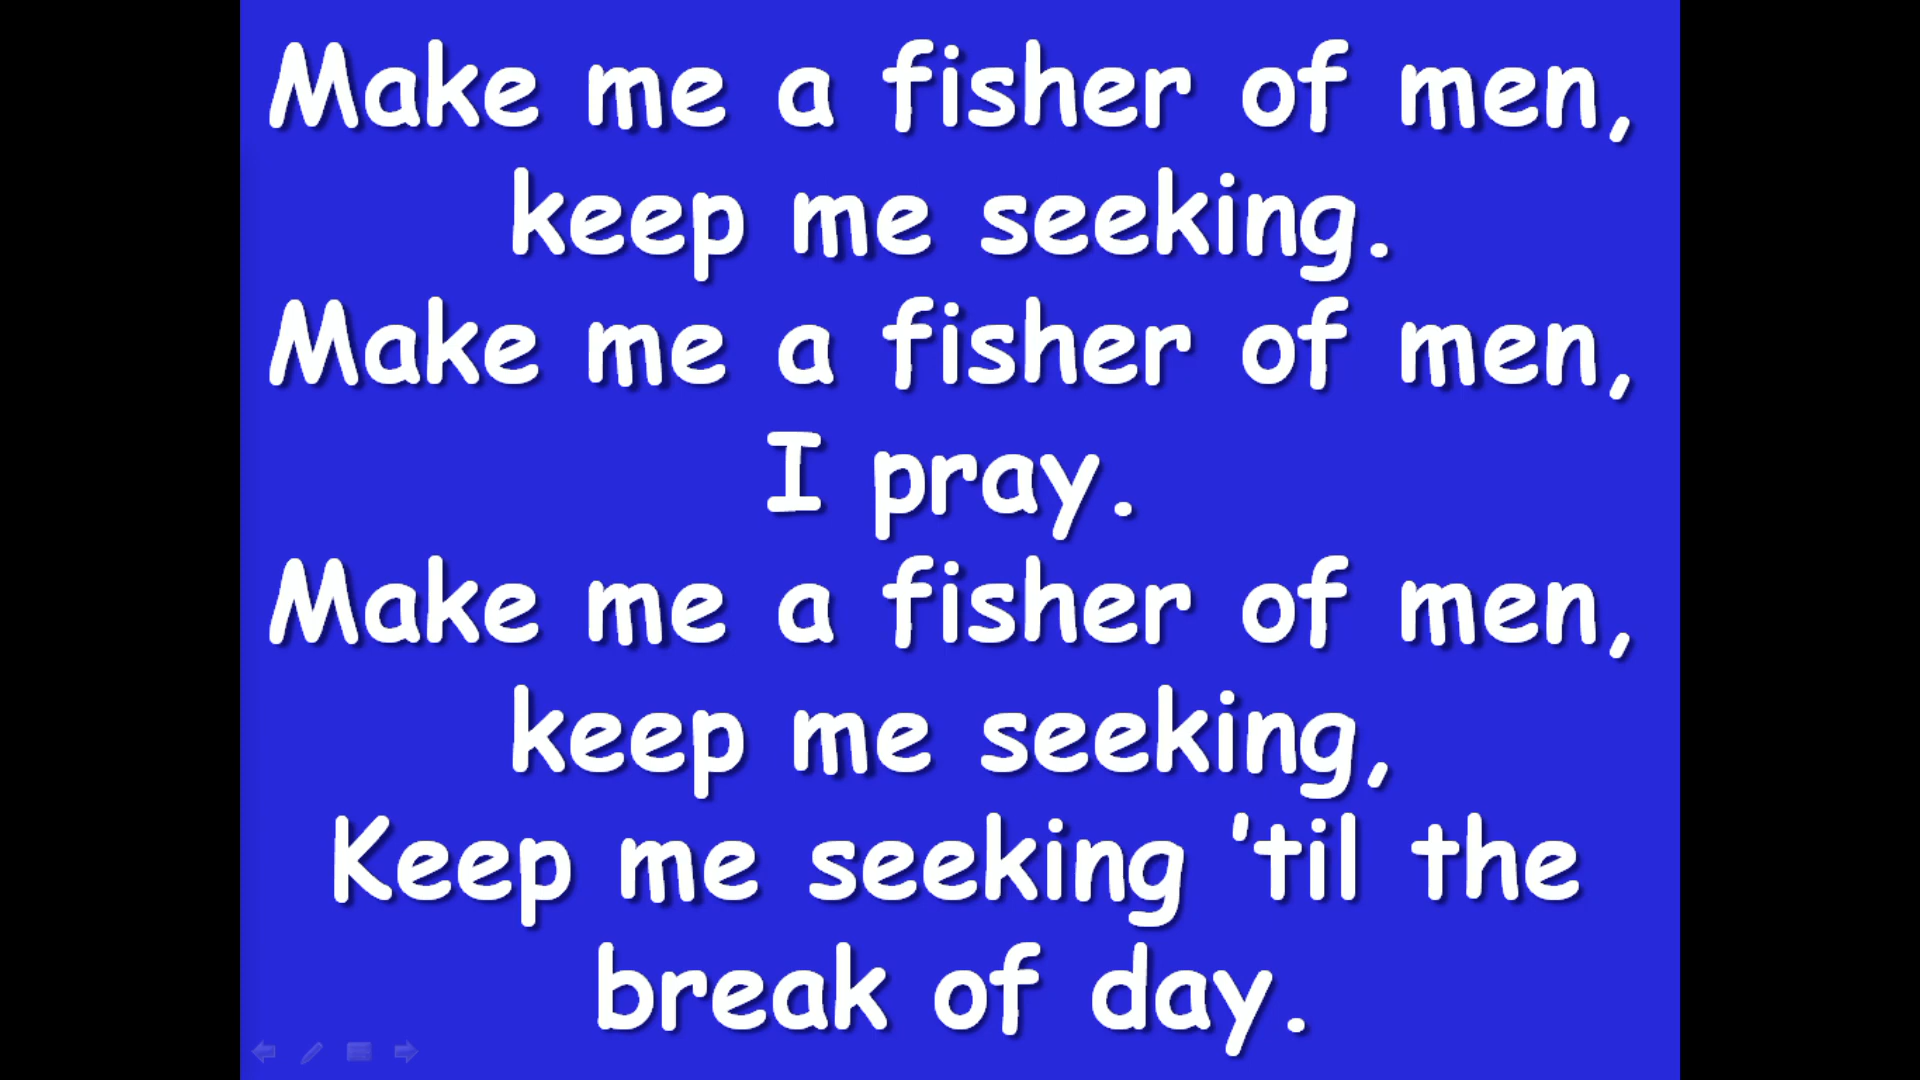 Make me a fisher of men,
keep me seeking.
Make me a fisher of men,
I pray.
Make me a fisher of men,
keep me seeking,
Keep me seeking ’til the
break of day.